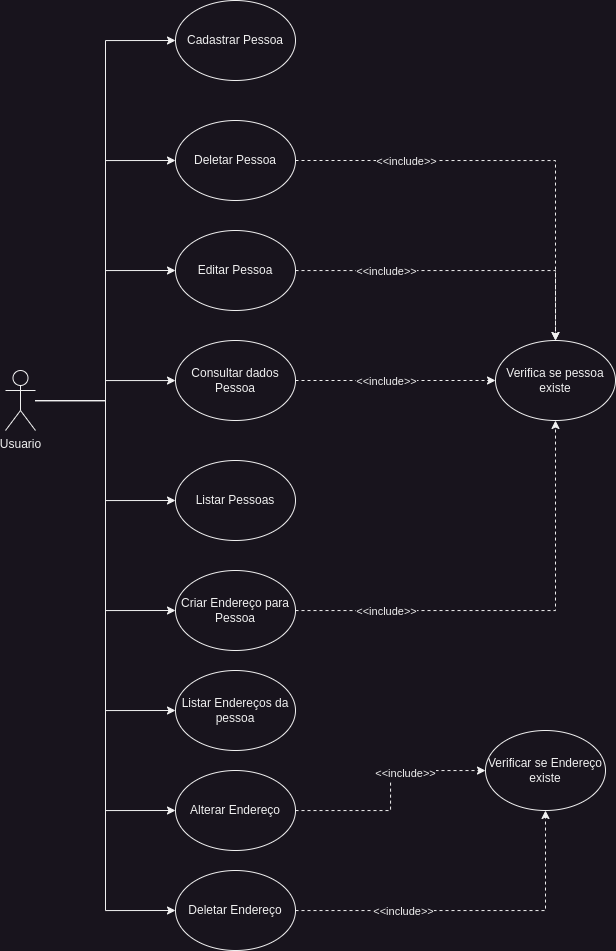 Cadastrar Pessoa
Deletar Pessoa
<<include>>
Editar Pessoa
<<include>>
Consultar dados
Pessoa
<<include>>
Verifica se pessoa
existe
Usuario
Listar Pessoas
Criar Endereço para
Pessoa
<<include>>
Listar Endereços da
pessoa
Verificar se Endereço
existe
<<include>>
Alterar Endereço
Deletar Endereço
<<include>>